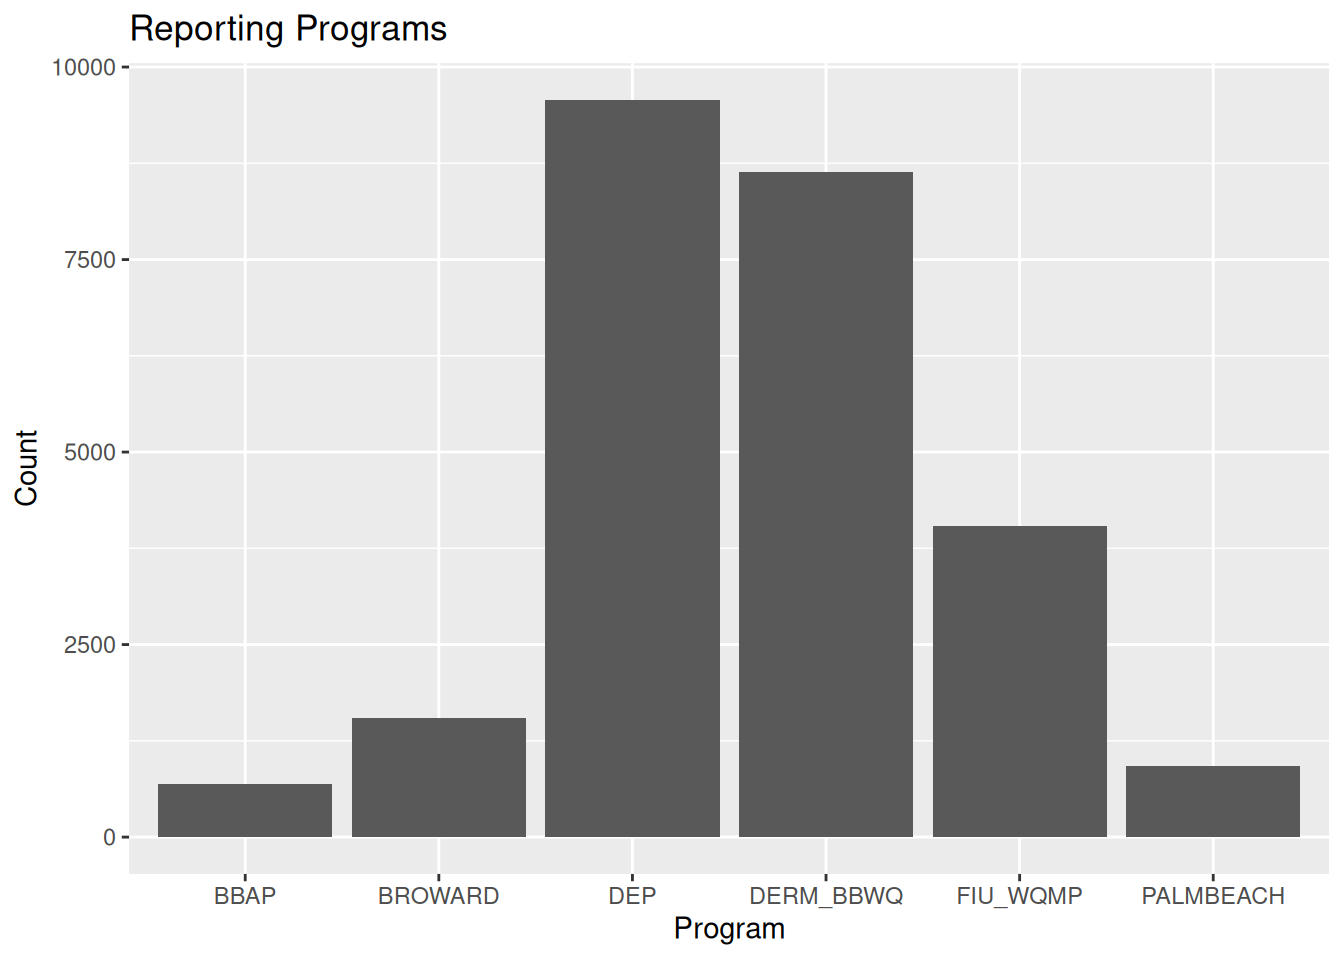 Reporting Programs
10000
7500
5000
2500
0
Count
BBAP BROWARD DEP DERM_BBWQ FIU_WQMP PALMBEACH
Program